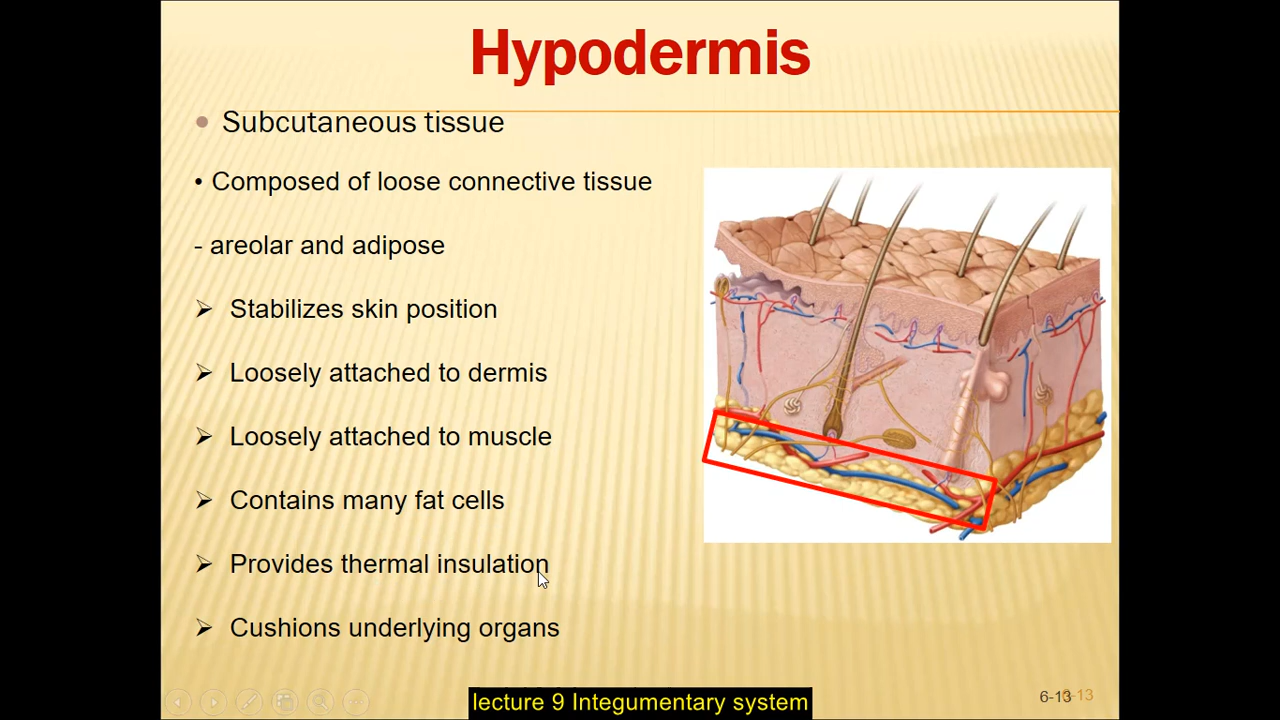 Hypodermis
• Subcutaneous tissue
• Composed of loose connective tissue
- areolar and adipose
➢ Stabilizes skin position
➢ Loosely attached to dermis
➢ Loosely attached to muscle
➢ Contains many fat cells
➢ Provides thermal insulation
➢ Cushions underlying organs
6-13
6-13
lecture 9 Integumentary system